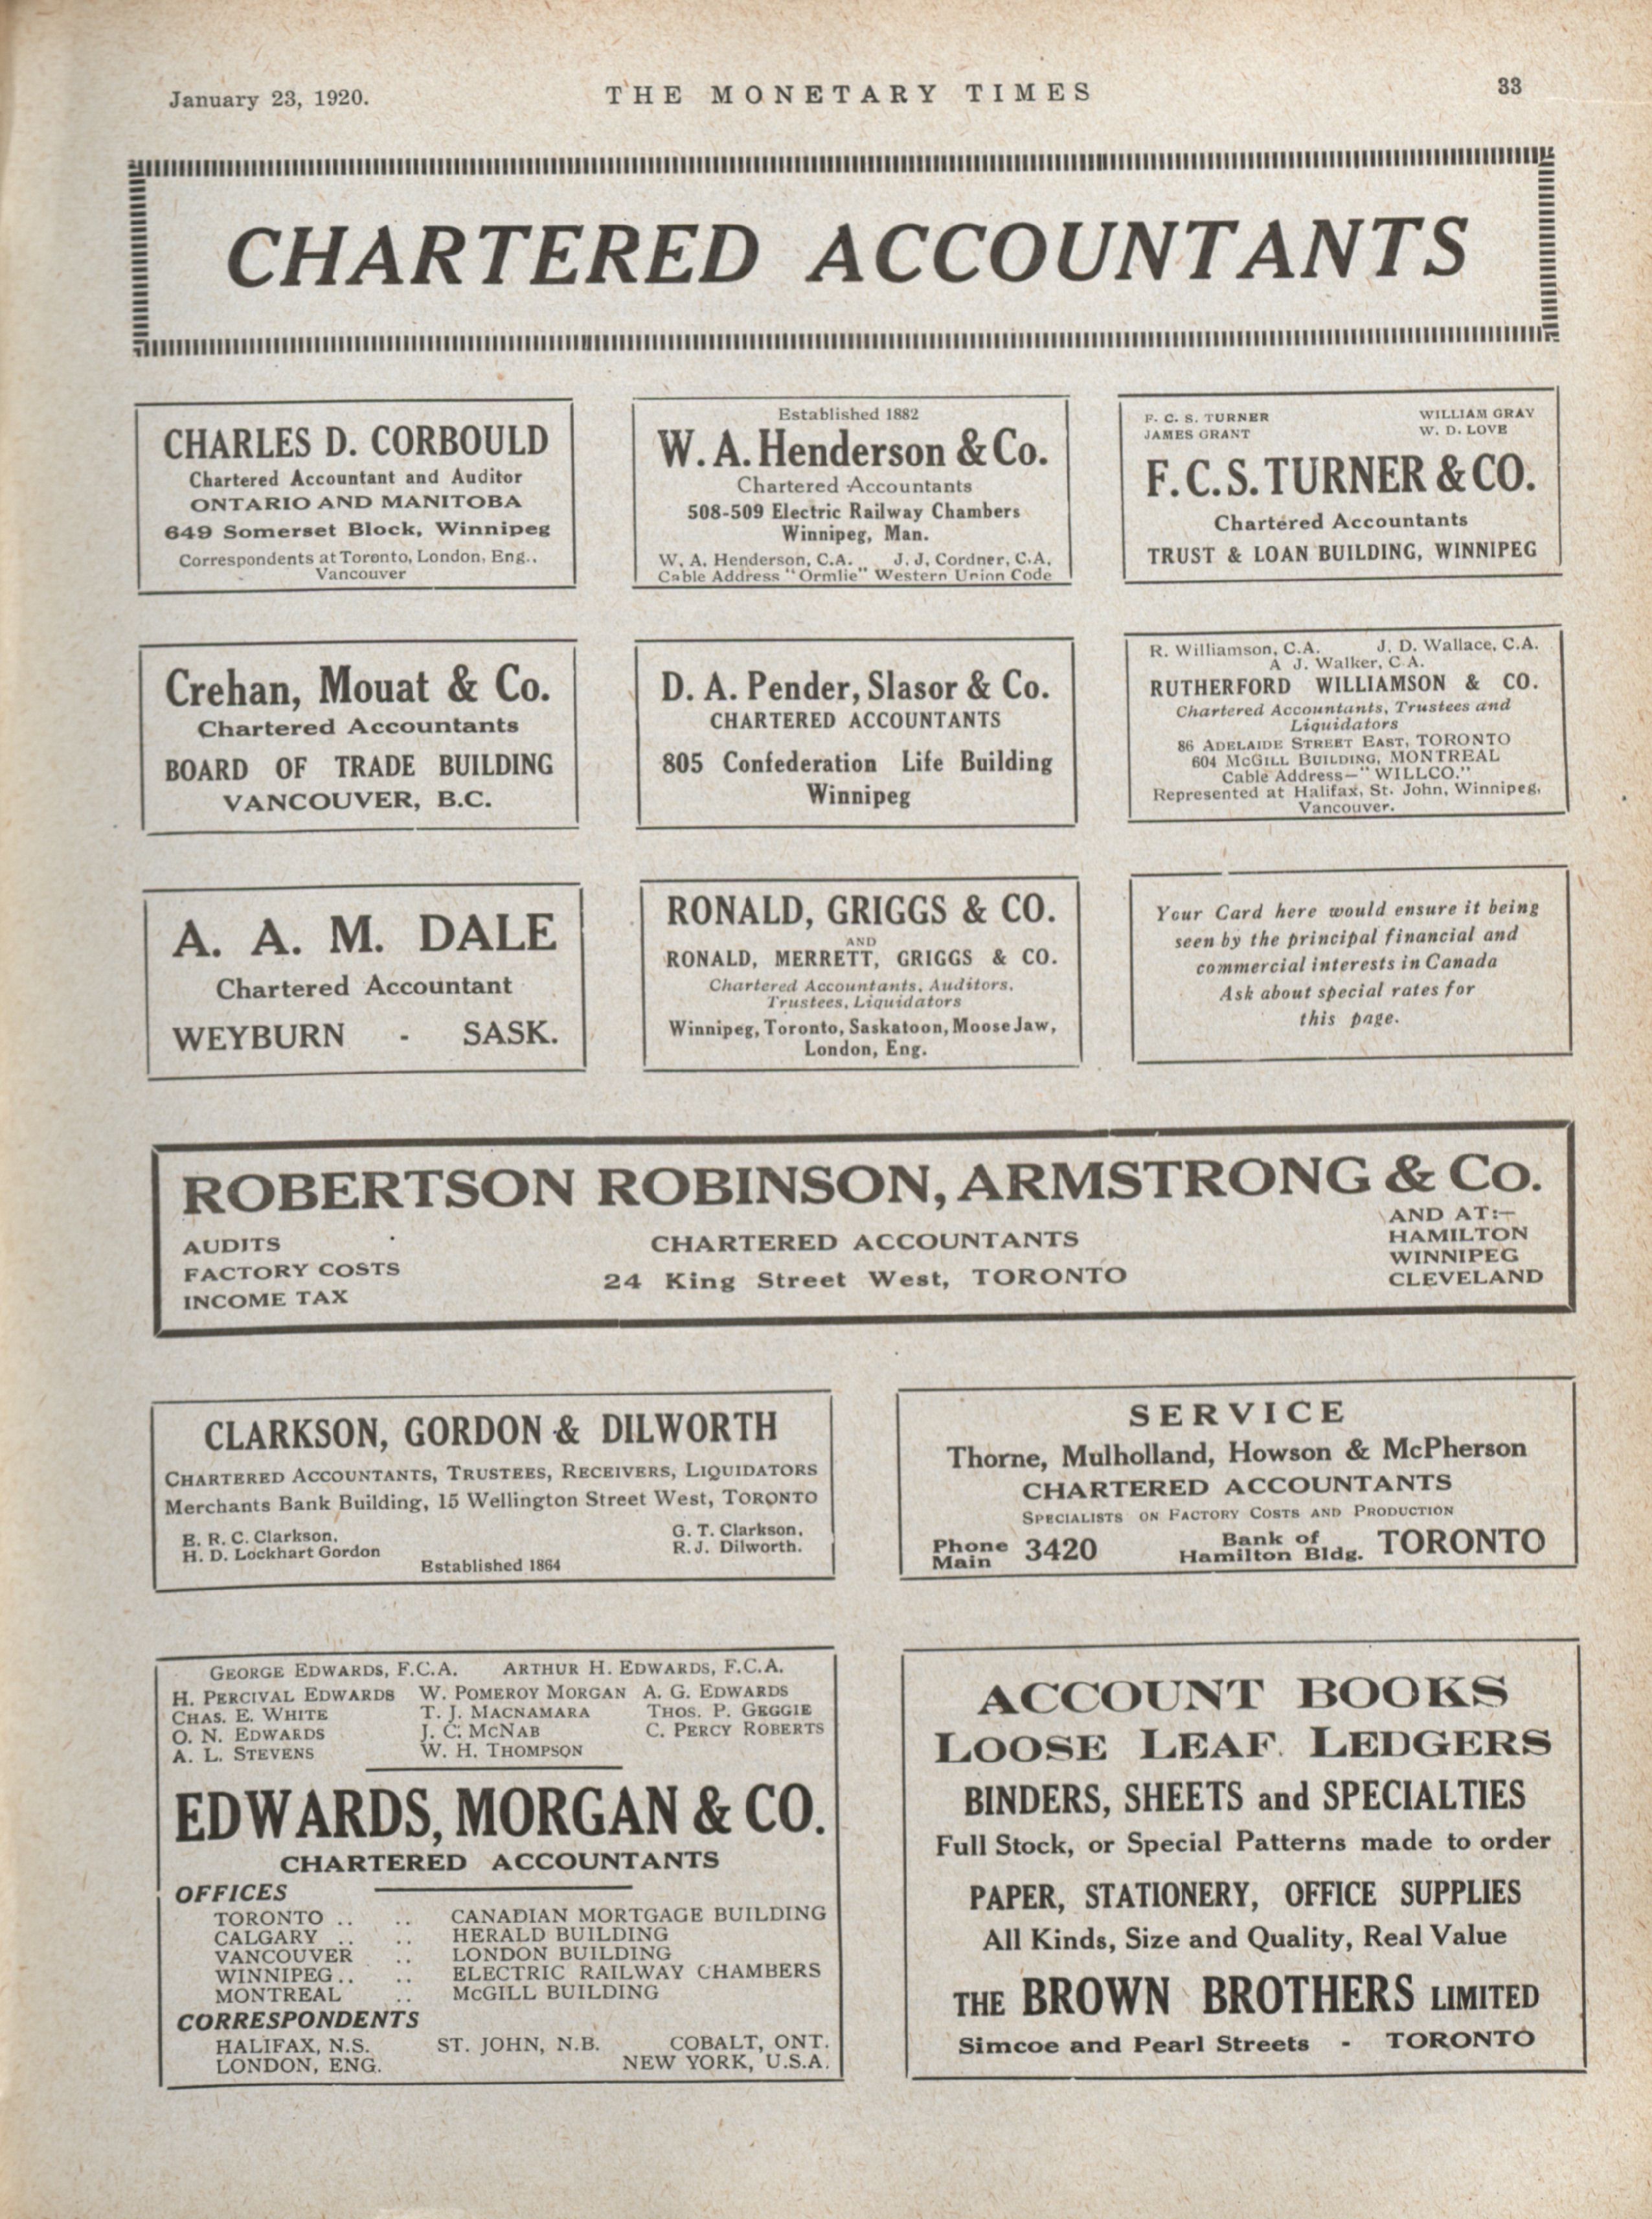 January 23, 1920.
THE MONETARY TIMES
33
CHARTERED ACCOUNTANTS
CHARLES D. CORBOULD
Chartered Accountant and Auditor
ONTARIO AND MANITOBA
649 Somerset Block, Winnipeg
Correspondents at Toronto, London, Eng.,
Vancouver
Established 1882
W. A. Henderson & Co.
Chartered Accountants
508-509 Electric Railway Chambers
Winnipeg, Man.
W. A. Henderson, C.A. J. J. Cordner, C.A.
Cable Address "Ormlie" Western Union Code
F. C. S. TURNER WILLIAM GRAY
JAMES GRANT W. D. LOVE
F. C. S. TURNER & CO.
Chartered Accountants
TRUST & LOAN BUILDING, WINNIPEG
Crehan, Mouat & Co.
Chartered Accountants
BOARD OF TRADE BUILDING
VANCOUVER, B.C.
D. A. Pender, Slasor & Co.
CHARTERED ACCOUNTANTS
805 Confederation Life Building
Winnipeg
R. Williamson, C.A. J. D. Wallace, C.A.
A J. Walker, C A.
RUTHERFORD WILLIAMSON & CO.
Chartered Accountants, Trustees and
Liquidators
86 ADELAIDE STREET EAST, TORONTO
604 McGILL BUILDING, MONTREAL
Cable Address—"WILLCO."
Represented at Halifax, St. John, Winnipeg,
Vancouver.
A. A. M. DALE
Chartered Accountant
WEYBURN - SASK.
RONALD, GRIGGS & CO.
AND
RONALD, MERRETT, GRIGGS & CO.
Chartered Accountants, Auditors,
Trustees, Liquidators
Winnipeg, Toronto, Saskatoon, Moose Jaw,
London, Eng.
Your Card here would ensure it being
seen by the principal financial and
commercial interests in Canada
Ask about special rates for
this page.
ROBERTSON ROBINSON, ARMSTRONG & CO.
AUDITS
FACTORY COSTS
INCOME TAX
CHARTERED ACCOUNTANTS
24 King Street West, TORONTO
AND AT:—
HAMILTON
WINNIPEG
CLEVELAND
CLARKSON, GORDON & DILWORTH
CHARTERED ACCOUNTANTS, TRUSTEES, RECEIVERS, LIQUIDATORS
Merchants Bank Building, 15 Wellington Street West, TORONTO
E. R. C. Clarkson. G. T. Clarkson.
H. D. Lockhart Gordon R. J. Dilworth.
Established 1864
SERVICE
Thorne, Mulholland, Howson & McPherson
CHARTERED ACCOUNTANTS
SPECIALISTS ON FACTORY COSTS AND PRODUCTION
Phone Main 3420 Bank of Hamilton Bldg. TORONTO
GEORGE EDWARDS, F.C.A. ARTHUR H. EDWARDS, F.C.A.
H. PERCIVAL EDWARDS W. POMEROY MORGAN A. G. EDWARDS
CHAS. E. WHITE T. J. MACNAMARA THOS. P. GEGGIE
O. N. EDWARDS J. C. McNAB C. PERCY ROBERTS
A. L. STEVENS W. H. THOMPSON
EDWARDS, MORGAN & CO.
CHARTERED ACCOUNTANTS
OFFICES
TORONTO .. .. CANADIAN MORTGAGE BUILDING
CALGARY .. .. HERALD BUILDING
VANCOUVER .. LONDON BUILDING
WINNIPEG .. .. ELECTRIC RAILWAY CHAMBERS
MONTREAL .. McGILL BUILDING
CORRESPONDENTS
HALIFAX, N.S. ST. JOHN, N.B. COBALT, ONT.
LONDON, ENG. NEW YORK, U.S.A.
ACCOUNT BOOKS
LOOSE LEAF LEDGERS
BINDERS, SHEETS and SPECIALTIES
Full Stock, or Special Patterns made to order
PAPER, STATIONERY, OFFICE SUPPLIES
All Kinds, Size and Quality, Real Value
THE BROWN BROTHERS LIMITED
Simcoe and Pearl Streets - TORONTO